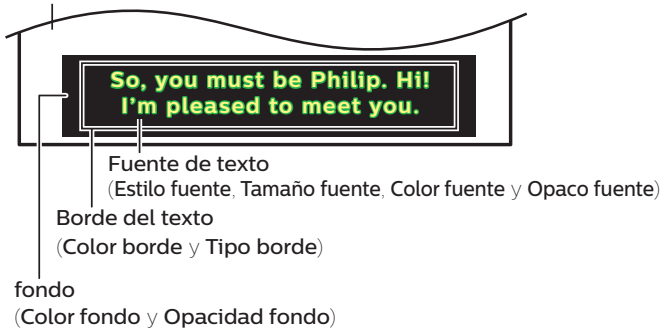 So, you must be Philip. Hi!
I’m pleased to meet you.
Fuente de texto
(Estilo fuente, Tamaño fuente, Color fuente y Opaco fuente)
Borde del texto
(Color borde y Tipo borde)
fondo
(Color fondo y Opacidad fondo)